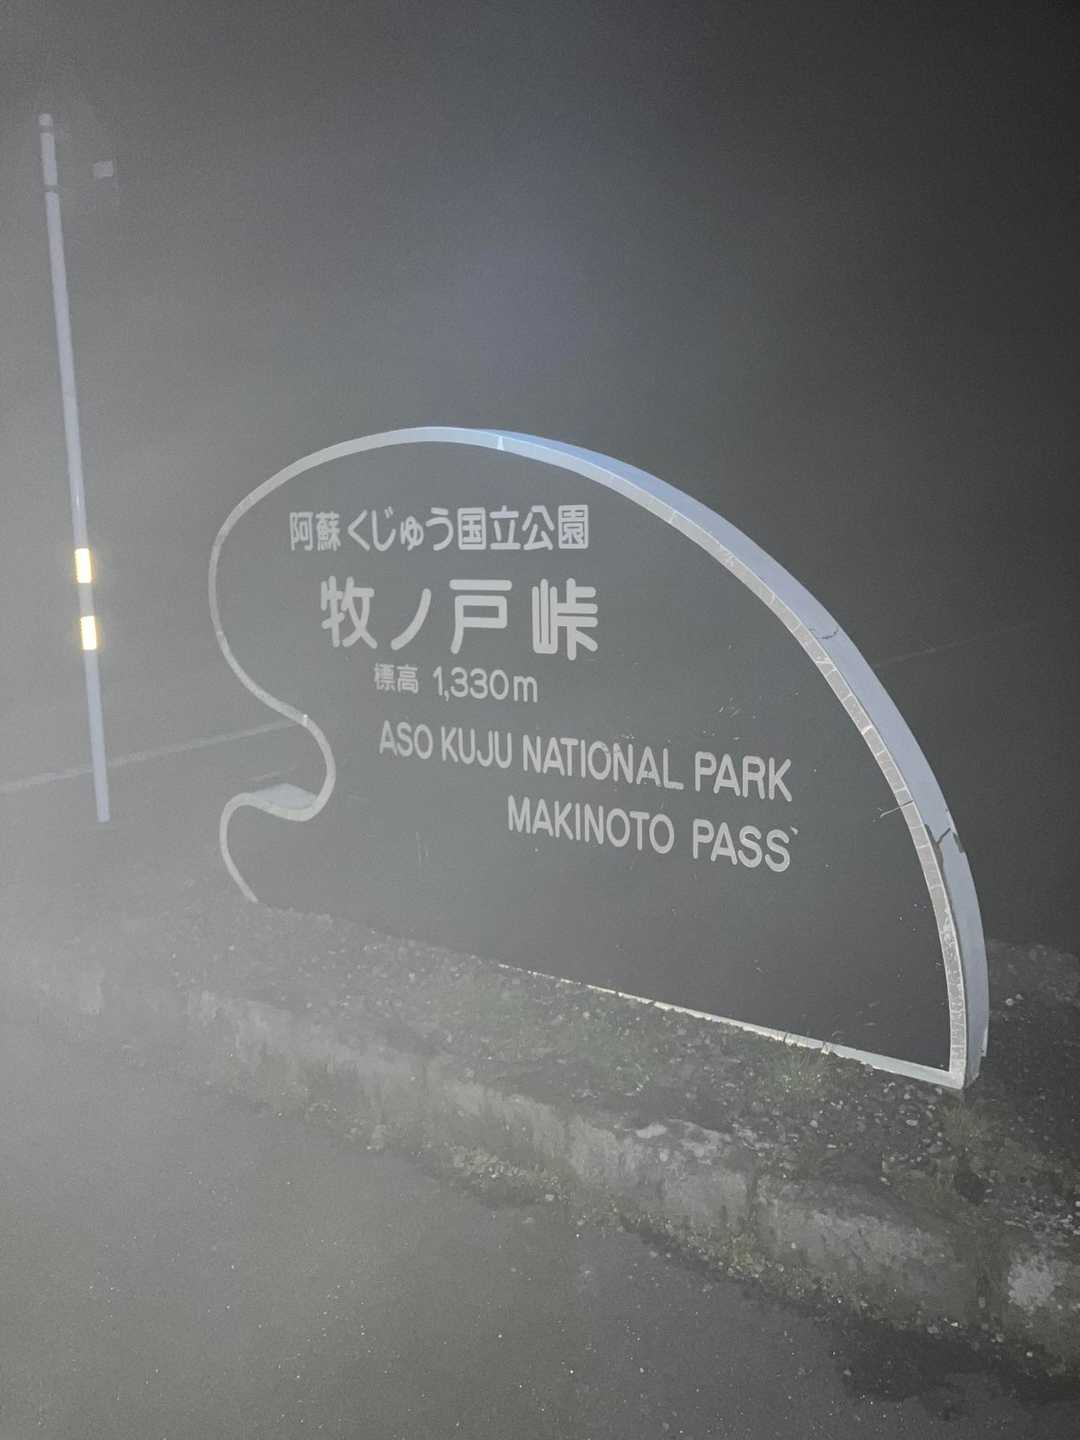 阿蘇くじゅう国立公園
牧ノ戸峠
標高 1,330m
ASO KUJU NATIONAL PARK
MAKINOTO PASS